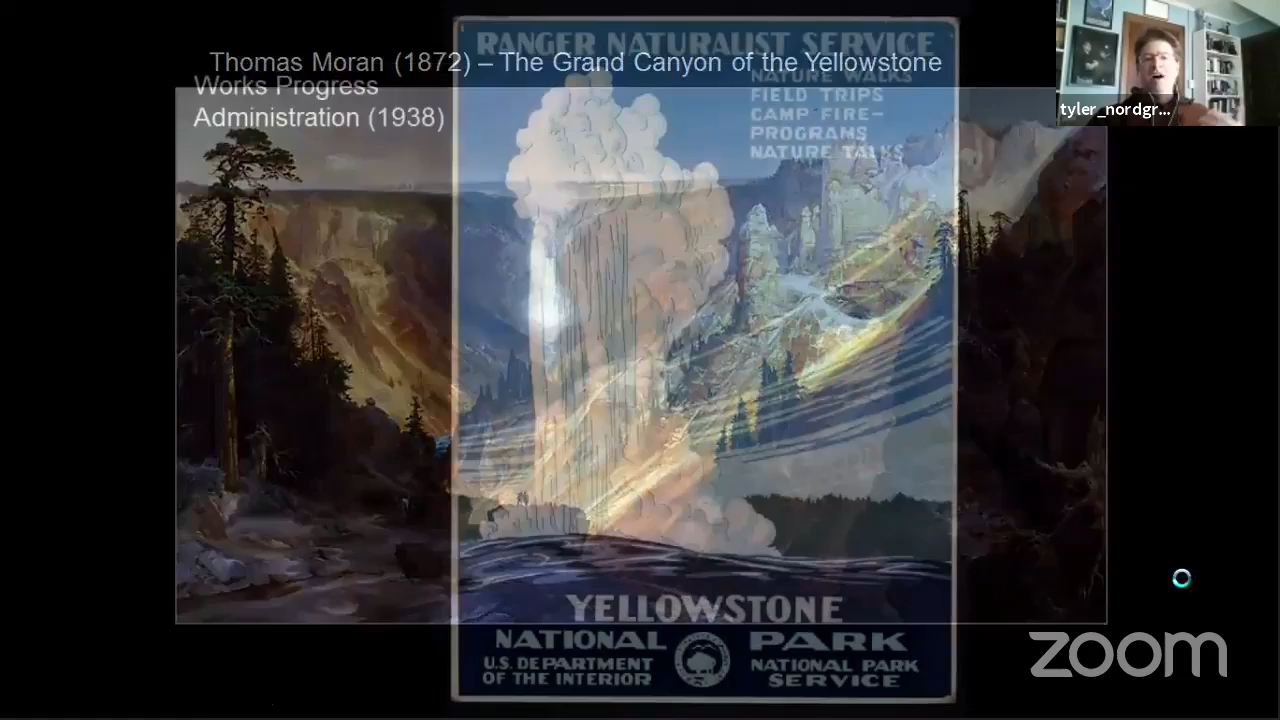 Thomas Moran (1872) – The Grand Canyon of the Yellowstone
Works Progress
Administration (1938)
RANGER NATURALIST SERVICE
NATURE WALKS
FIELD TRIPS
CAMP FIRE–
PROGRAMS
NATURE TALKS
YELLOWSTONE
NATIONAL PARK
U.S. DEPARTMENT
OF THE INTERIOR
NATIONAL PARK
SERVICE
tyler_nordgr...
zoom